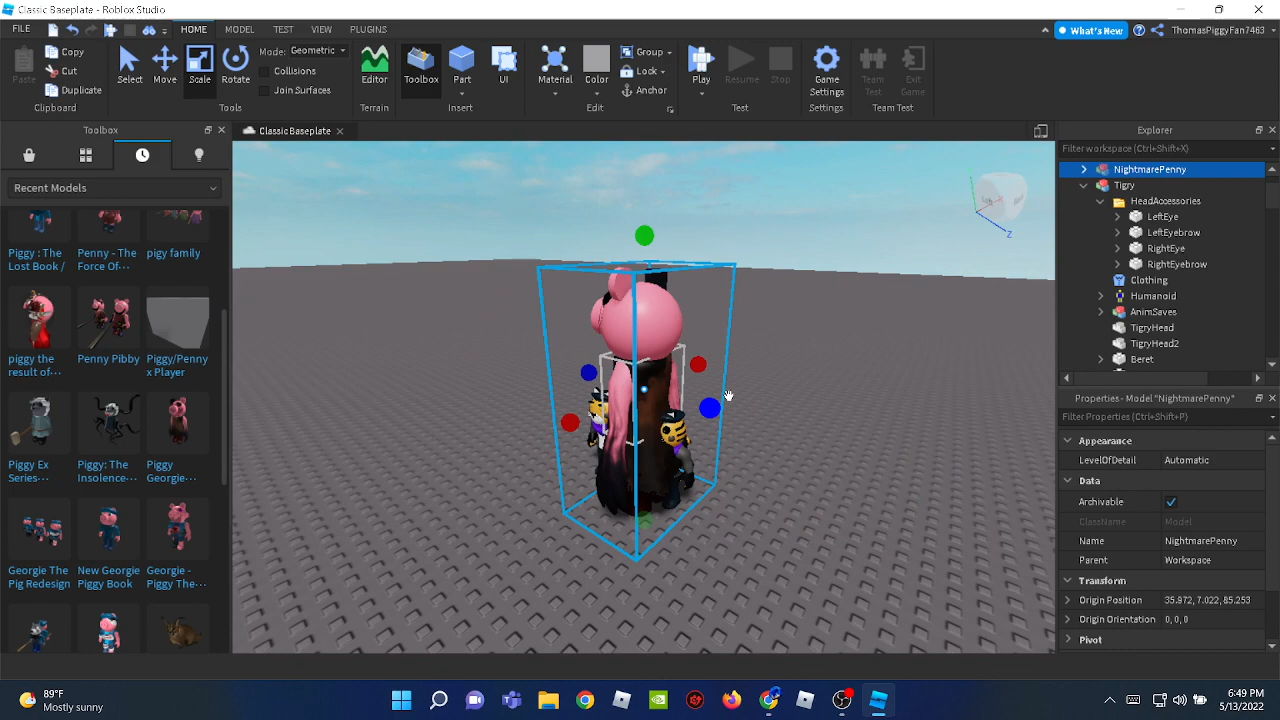 Classic Baseplate - Roblox Studio
FILE HOME MODEL TEST VIEW PLUGINS What's New ThomasPiggyFan7463
Paste Copy Cut Duplicate
Select Move Scale Rotate
Mode: Geometric
Collisions
Join Surfaces
Editor Toolbox Part UI
Material Color
Group
Lock
Anchor
Play Resume Stop
Game Settings
Team Test
Exit Game
Clipboard Tools Terrain Insert Edit Test Settings Team Test
Toolbox
Recent Models
Piggy : The Lost Book /
Penny - The Force Of...
pigy family
piggy the result of...
Penny Pibby
Piggy/Penny x Player
Piggy Ex Series...
Piggy: The Insolence...
Piggy Georgie...
Georgie The Pig Redesign
New Georgie Piggy Book
Georgie - Piggy The...
Classic Baseplate
Z
Explorer
Filter workspace (Ctrl+Shift+X)
NightmarePenny
Tigry
HeadAccessories
LeftEye
LeftEyebrow
RightEye
RightEyebrow
Clothing
Humanoid
AnimSaves
TigryHead
TigryHead2
Beret
Properties - Model "NightmarePenny"
Filter Properties (Ctrl+Shift+P)
Appearance
LevelOfDetail Automatic
Data
Archivable
ClassName Model
Name NightmarePenny
Parent Workspace
Transform
Origin Position 35.972, 7.022, 85.253
Origin Orientation 0, 0, 0
Pivot
89°F
Mostly sunny
6:49 PM
5/13/2022